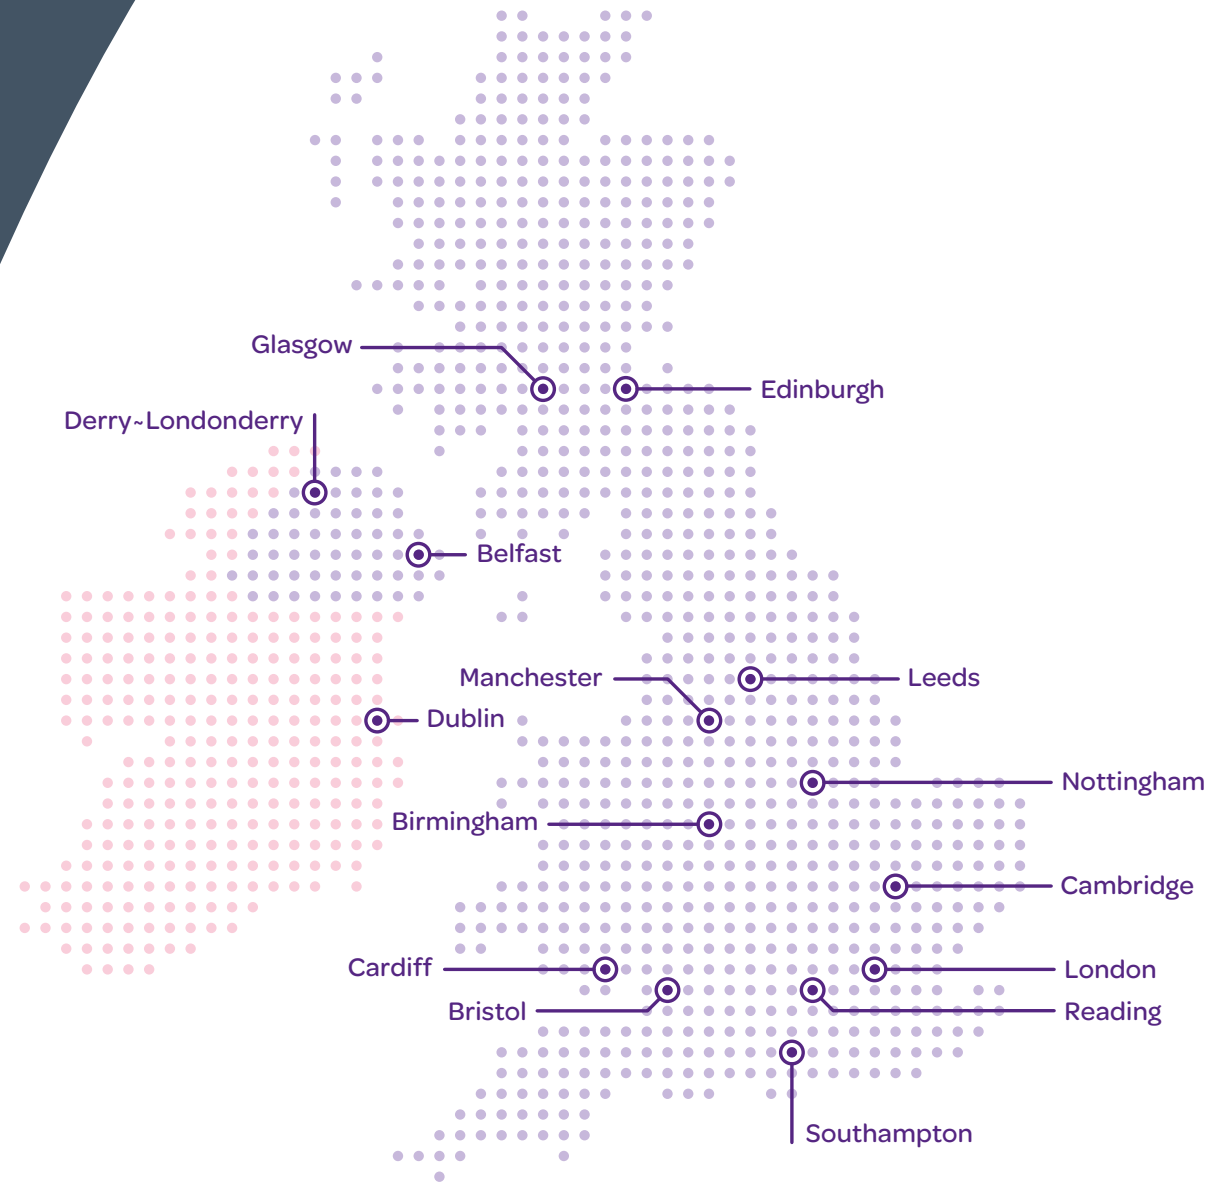 Glasgow
Edinburgh
Derry~Londonderry
Belfast
Manchester
Leeds
Dublin
Nottingham
Birmingham
Cambridge
Cardiff
London
Bristol
Reading
Southampton